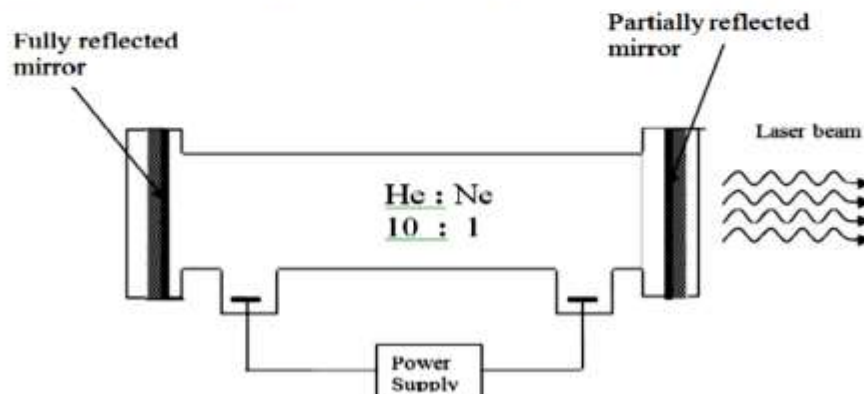 Fully reflected
mirror
Partially reflected
mirror
Laser beam
He : Ne
10 : 1
Power
Supply